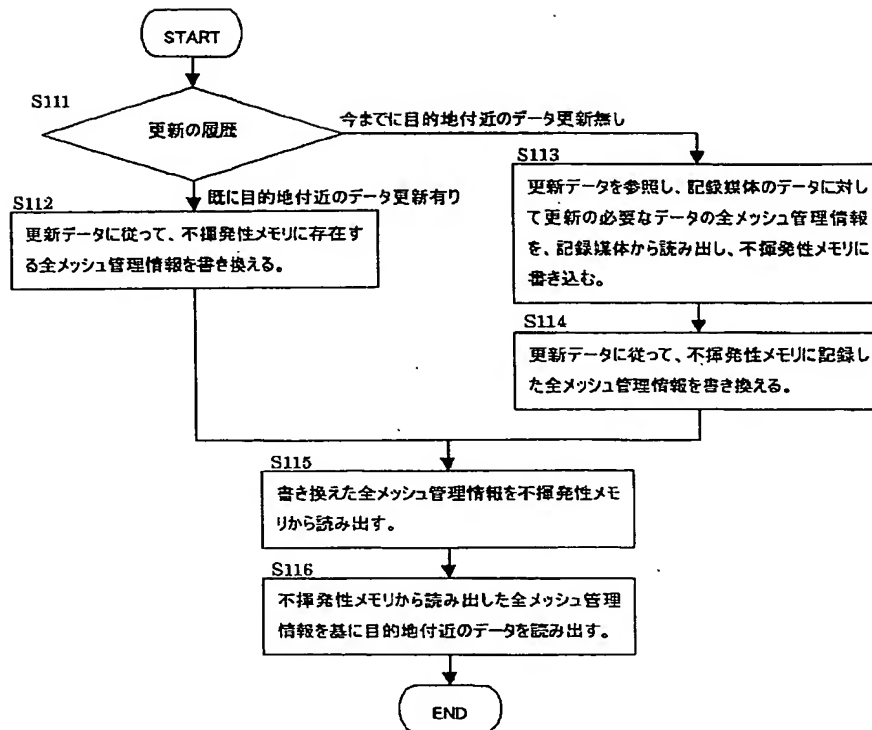 START
S111
更新の履歴
今までに目的地付近のデータ更新無し
既に目的地付近のデータ更新有り
S112
更新データに従って、不揮発性メモリに存在す
る全メッシュ管理情報を書き換える。
S113
更新データを参照し、記録媒体のデータに対し
て更新の必要なデータの全メッシュ管理情報
を、記録媒体から読み出し、不揮発性メモリに
書き込む。
S114
更新データに従って、不揮発性メモリに記録し
た全メッシュ管理情報を書き換える。
S115
書き換えた全メッシュ管理情報を不揮発性メモ
リから読み出す。
S116
不揮発性メモリから読み出した全メッシュ管理
情報を基に目的地付近のデータを読み出す。
END